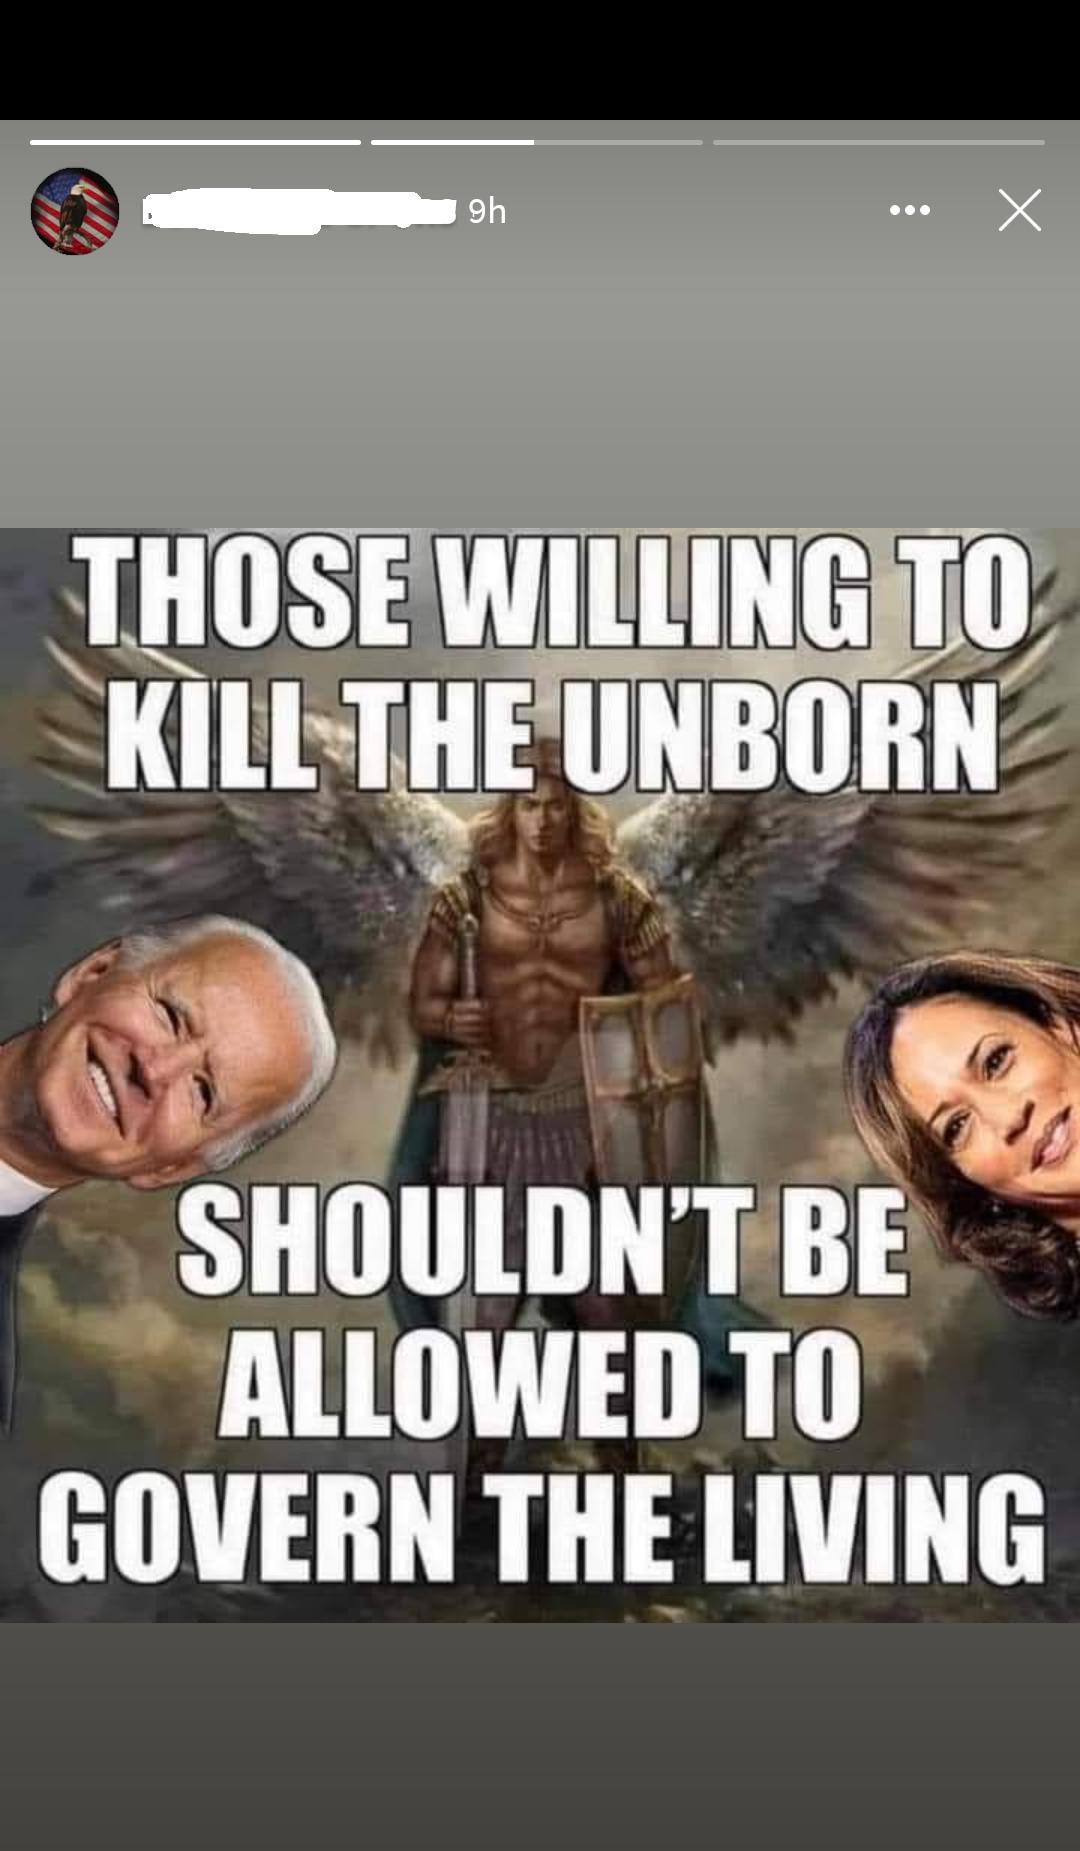 9h
THOSE WILLING TO
KILL THE UNBORN
SHOULDN'T BE
ALLOWED TO
GOVERN THE LIVING